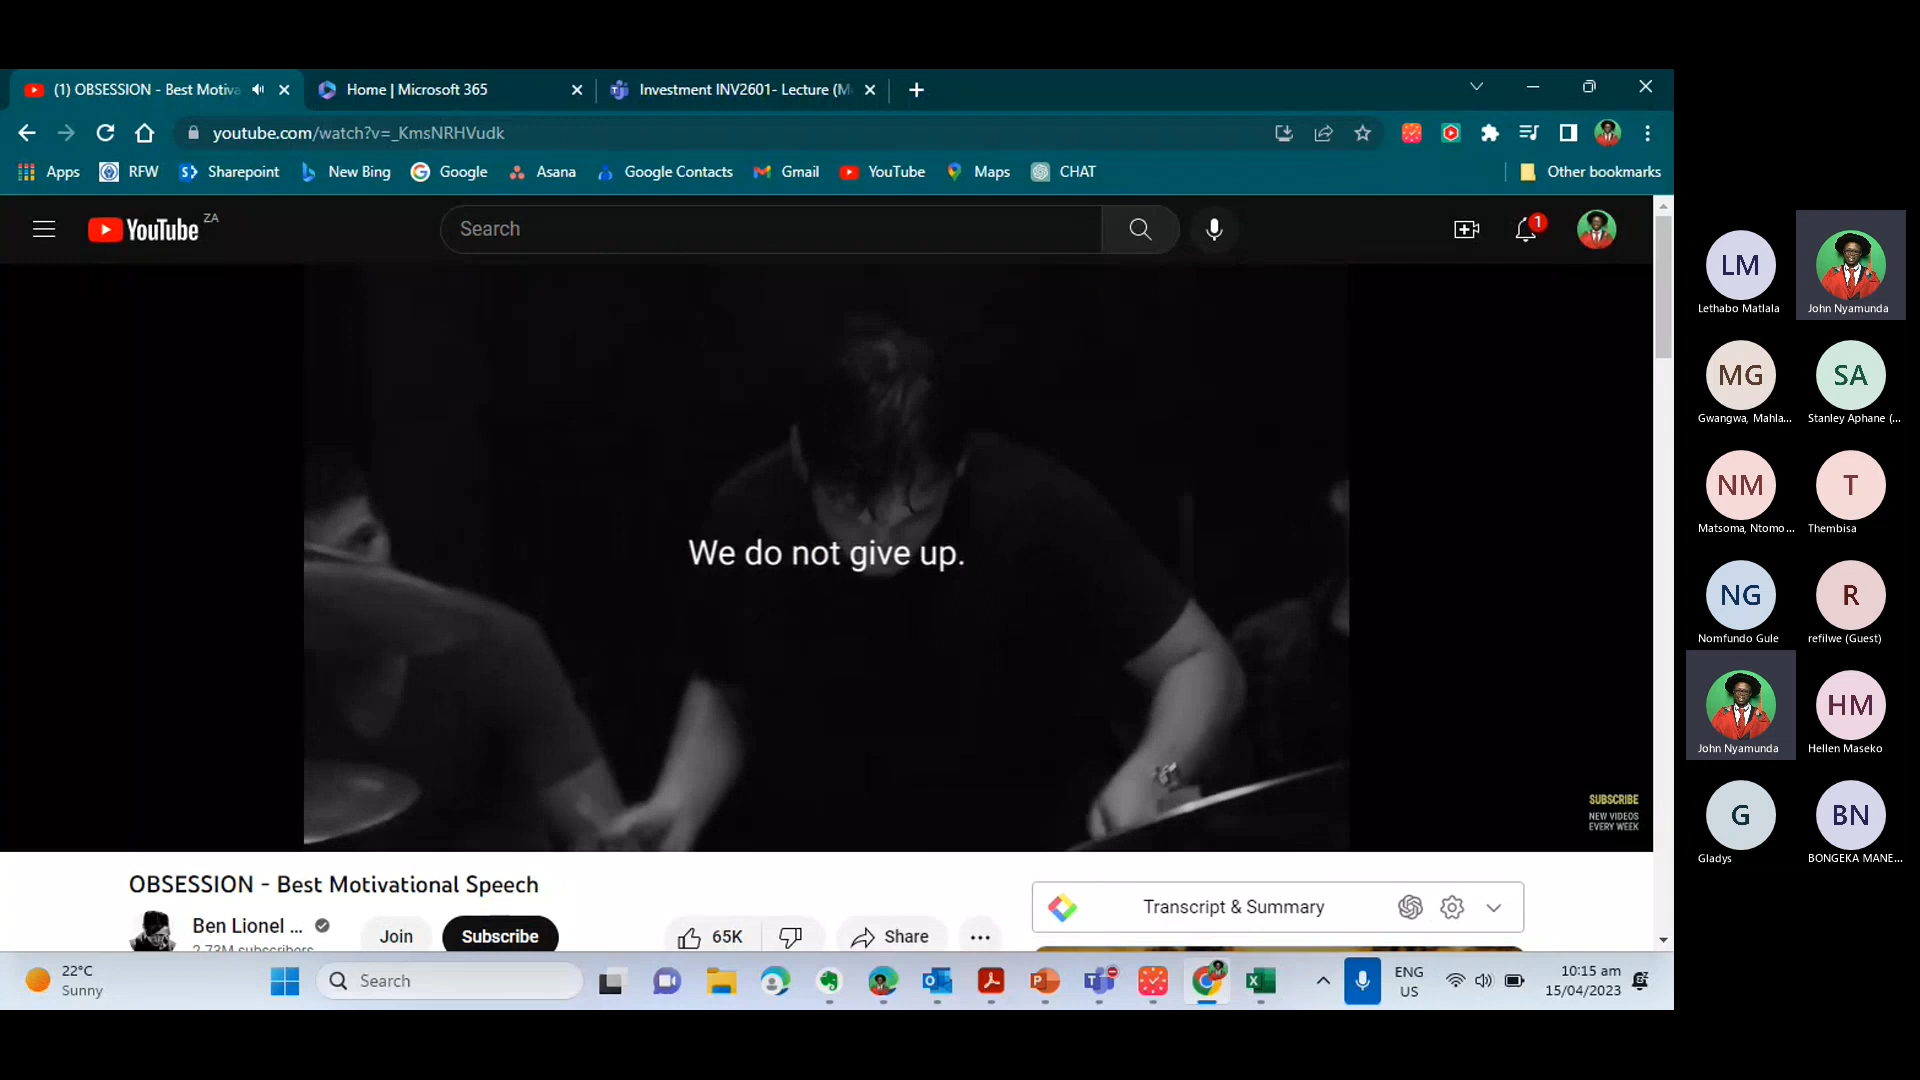 (1) OBSESSION - Best Motiva
Home | Microsoft 365
Investment INV2601- Lecture (M
youtube.com/watch?v=_KmsNRHVudk
Apps RFW Sharepoint New Bing Google Asana Google Contacts Gmail YouTube Maps CHAT Other bookmarks
YouTube ZA
Search
1
We do not give up.
SUBSCRIBE
NEW VIDEOS
EVERY WEEK
OBSESSION - Best Motivational Speech
Ben Lionel ...
2.73M subscribers
Join
Subscribe
65K
Share
Transcript & Summary
22°C
Sunny
Search
ENG
US
10:15 am
15/04/2023
LM
Lethabo Matlala
John Nyamunda
MG
Gwangwa, Mahla...
SA
Stanley Aphane (...
NM
Matsoma, Ntomo...
T
Thembisa
NG
Nomfundo Gule
R
refilwe (Guest)
John Nyamunda
HM
Hellen Maseko
G
Gladys
BN
BONGEKA MANE...